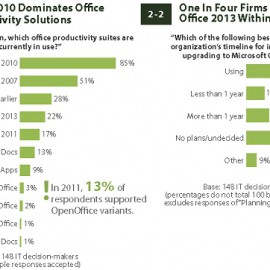 010 Dominates Office
ivity Solutions
n, which office productivity suites are
currently in use?"
2010 85%
2007 51%
arlier 28%
2013 22%
2011 17%
Docs 13%
Apps 9%
Office 3%
Office 2%
Office 1%
Docs 1%
In 2011, 13% of
respondents supported
OpenOffice variants.
148 IT decision-makers
ple responses accepted)
2-2
One In Four Firms
Office 2013 Within
"Which of the following bes
organization's timeline for i
upgrading to Microsoft O
Using
Less than 1 year 1
More than 1 year
No plans/undecided
Other 9%
Base: 148 IT decision
(percentages do not total 100 b
excludes responses of "Planning